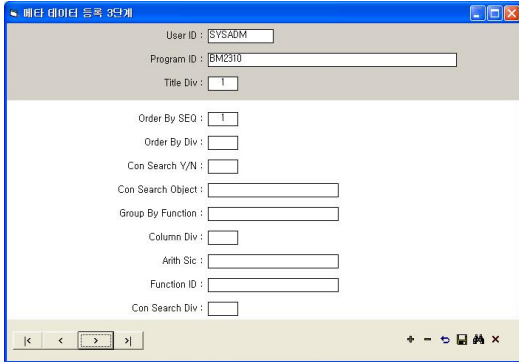 메타 데이터 등록 3단계
User ID : SYSADM
Program ID : BM2310
Title Div : 1
Order By SEQ : 1
Order By Div :
Con Search Y/N :
Con Search Object :
Group By Function :
Column Div :
Arith Sic :
Function ID :
Con Search Div :
|< < > >|